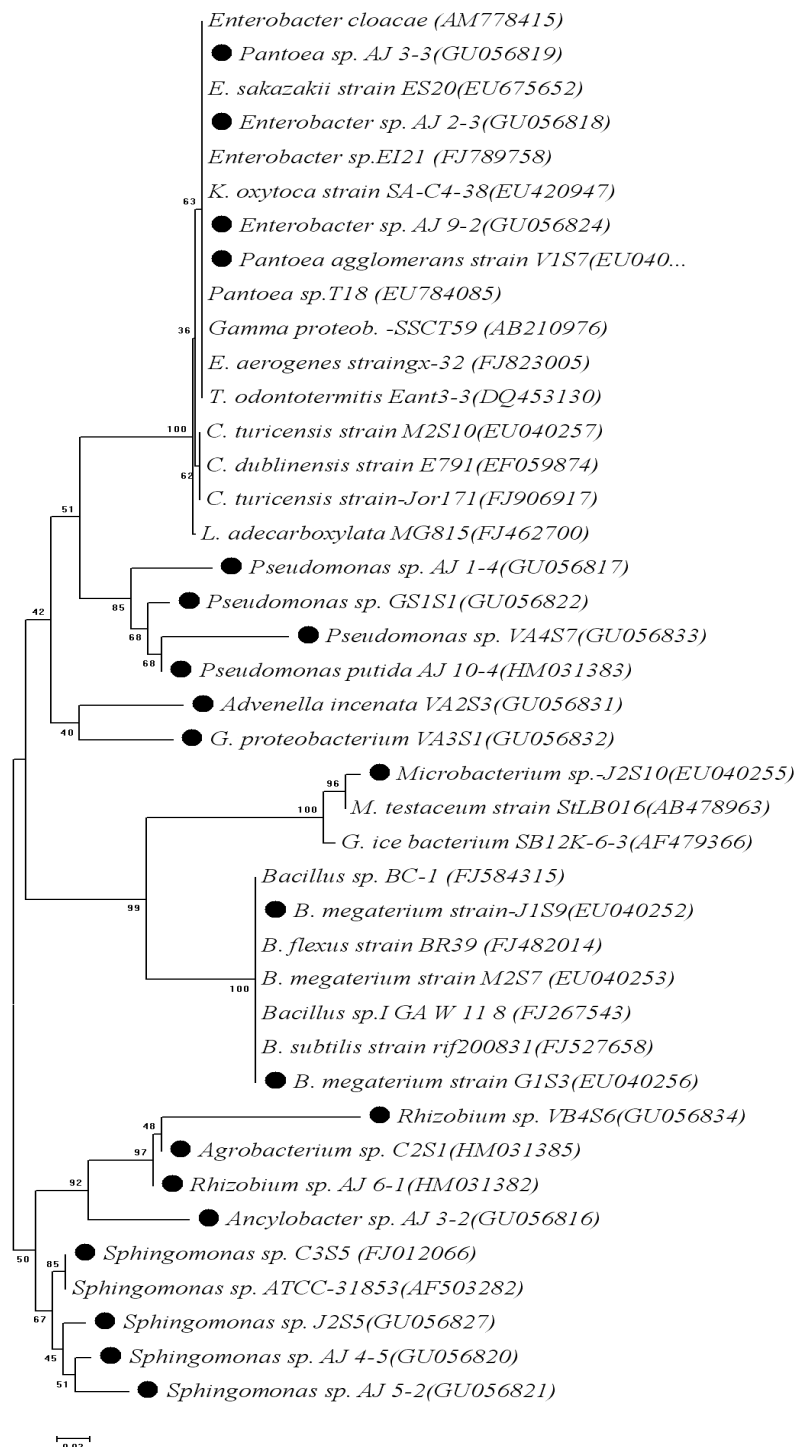 Enterobacter cloacae (AM778415)
Pantoea sp. AJ 3-3(GU056819)
E. sakazakii strain ES20(EU675652)
Enterobacter sp. AJ 2-3(GU056818)
Enterobacter sp.EI21 (FJ789758)
K. oxytoca strain SA-C4-38(EU420947)
63
Enterobacter sp. AJ 9-2(GU056824)
Pantoea agglomerans strain V1S7(EU040...
Pantoea sp.T18 (EU784085)
36
Gamma proteob. -SSCT59 (AB210976)
E. aerogenes straingx-32 (FJ823005)
T. odontotermitis Eant3-3(DQ453130)
100
C. turicensis strain M2S10(EU040257)
C. dublinensis strain E791(EF059874)
62
C. turicensis strain-Jor171(FJ906917)
51
L. adecarboxylata MG815(FJ462700)
Pseudomonas sp. AJ 1-4(GU056817)
85
Pseudomonas sp. GS1S1(GU056822)
42
68
Pseudomonas sp. VA4S7(GU056833)
68
Pseudomonas putida AJ 10-4(HM031383)
Advenella incenata VA2S3(GU056831)
40
G. proteobacterium VA3S1(GU056832)
Microbacterium sp.-J2S10(EU040255)
96
M. testaceum strain StLB016(AB478963)
100
G. ice bacterium SB12K-6-3(AF479366)
Bacillus sp. BC-1 (FJ584315)
99
B. megaterium strain-J1S9(EU040252)
B. flexus strain BR39 (FJ482014)
B. megaterium strain M2S7 (EU040253)
100
Bacillus sp.I GA W 11 8 (FJ267543)
B. subtilis strain rif200831(FJ527658)
B. megaterium strain G1S3(EU040256)
Rhizobium sp. VB4S6(GU056834)
48
Agrobacterium sp. C2S1(HM031385)
97
Rhizobium sp. AJ 6-1(HM031382)
92
Ancylobacter sp. AJ 3-2(GU056816)
50
Sphingomonas sp. C3S5 (FJ012066)
85
Sphingomonas sp. ATCC-31853(AF503282)
67
Sphingomonas sp. J2S5(GU056827)
45
Sphingomonas sp. AJ 4-5(GU056820)
51
Sphingomonas sp. AJ 5-2(GU056821)